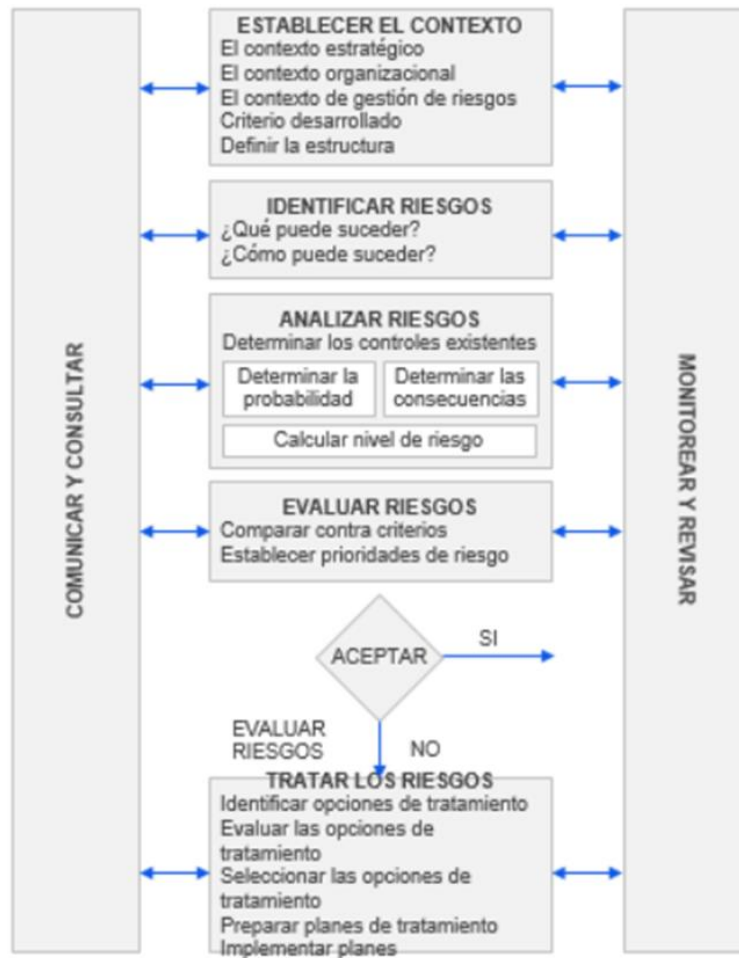 ESTABLECER EL CONTEXTO
El contexto estratégico
El contexto organizacional
El contexto de gestión de riesgos
Criterio desarrollado
Definir la estructura
IDENTIFICAR RIESGOS
¿Qué puede suceder?
¿Cómo puede suceder?
ANALIZAR RIESGOS
Determinar los controles existentes
Determinar la
probabilidad
Determinar las
consecuencias
Calcular nivel de riesgo
EVALUAR RIESGOS
Comparar contra criterios
Establecer prioridades de riesgo
ACEPTAR
SI
EVALUAR
RIESGOS
NO
TRATAR LOS RIESGOS
Identificar opciones de tratamiento
Evaluar las opciones de
tratamiento
Seleccionar las opciones de
tratamiento
Preparar planes de tratamiento
Implementar planes
COMUNICAR Y CONSULTAR
MONITOREAR Y REVISAR